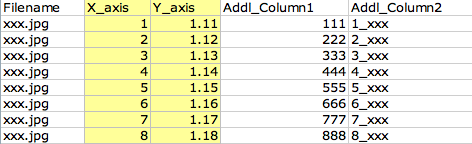 Filename X_axis Y_axis Addl_Column1 Addl_Column2
xxx.jpg 1 1.11 111 1_xxx
xxx.jpg 2 1.12 222 2_xxx
xxx.jpg 3 1.13 333 3_xxx
xxx.jpg 4 1.14 444 4_xxx
xxx.jpg 5 1.15 555 5_xxx
xxx.jpg 6 1.16 666 6_xxx
xxx.jpg 7 1.17 777 7_xxx
xxx.jpg 8 1.18 888 8_xxx